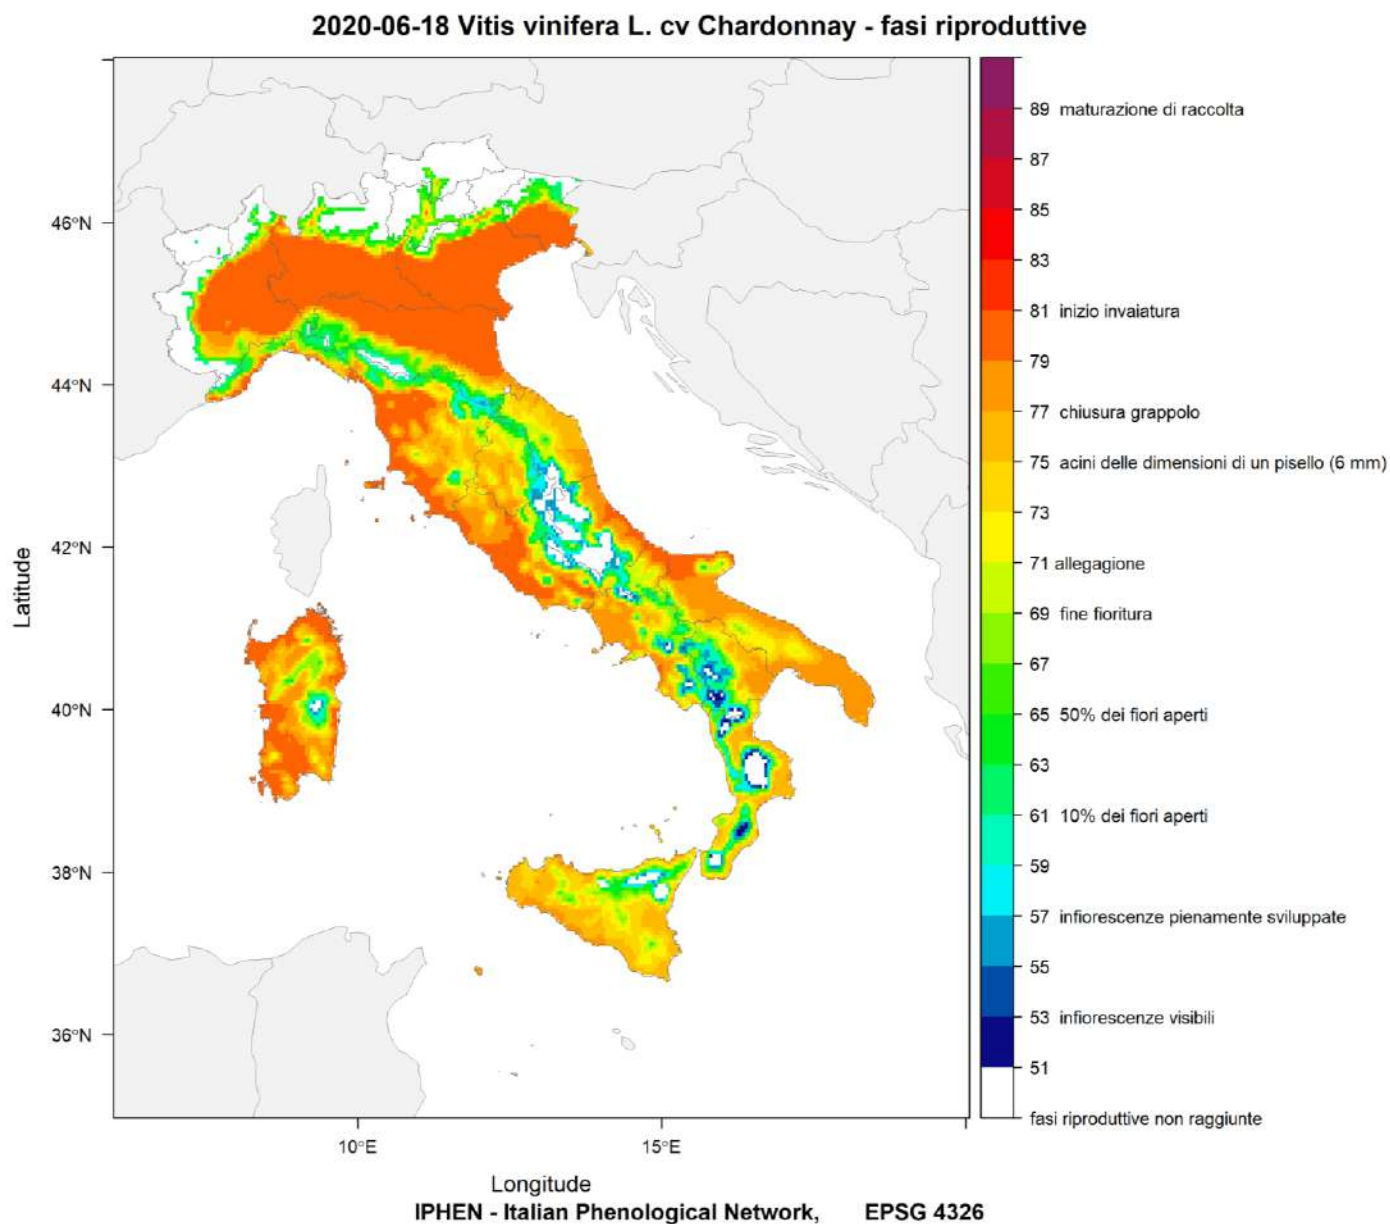 2020-06-18 Vitis vinifera L. cv Chardonnay - fasi riproduttive
89 maturazione di raccolta
87
85
83
81 inizio invaiatura
79
77 chiusura grappolo
75 acini delle dimensioni di un pisello (6 mm)
73
71 allegagione
69 fine fioritura
67
65 50% dei fiori aperti
63
61 10% dei fiori aperti
59
57 infiorescenze pienamente sviluppate
55
53 infiorescenze visibili
51
fasi riproduttive non raggiunte
46°N
44°N
42°N
40°N
38°N
36°N
Latitude
10°E
15°E
Longitude
IPHEN - Italian Phenological Network, EPSG 4326